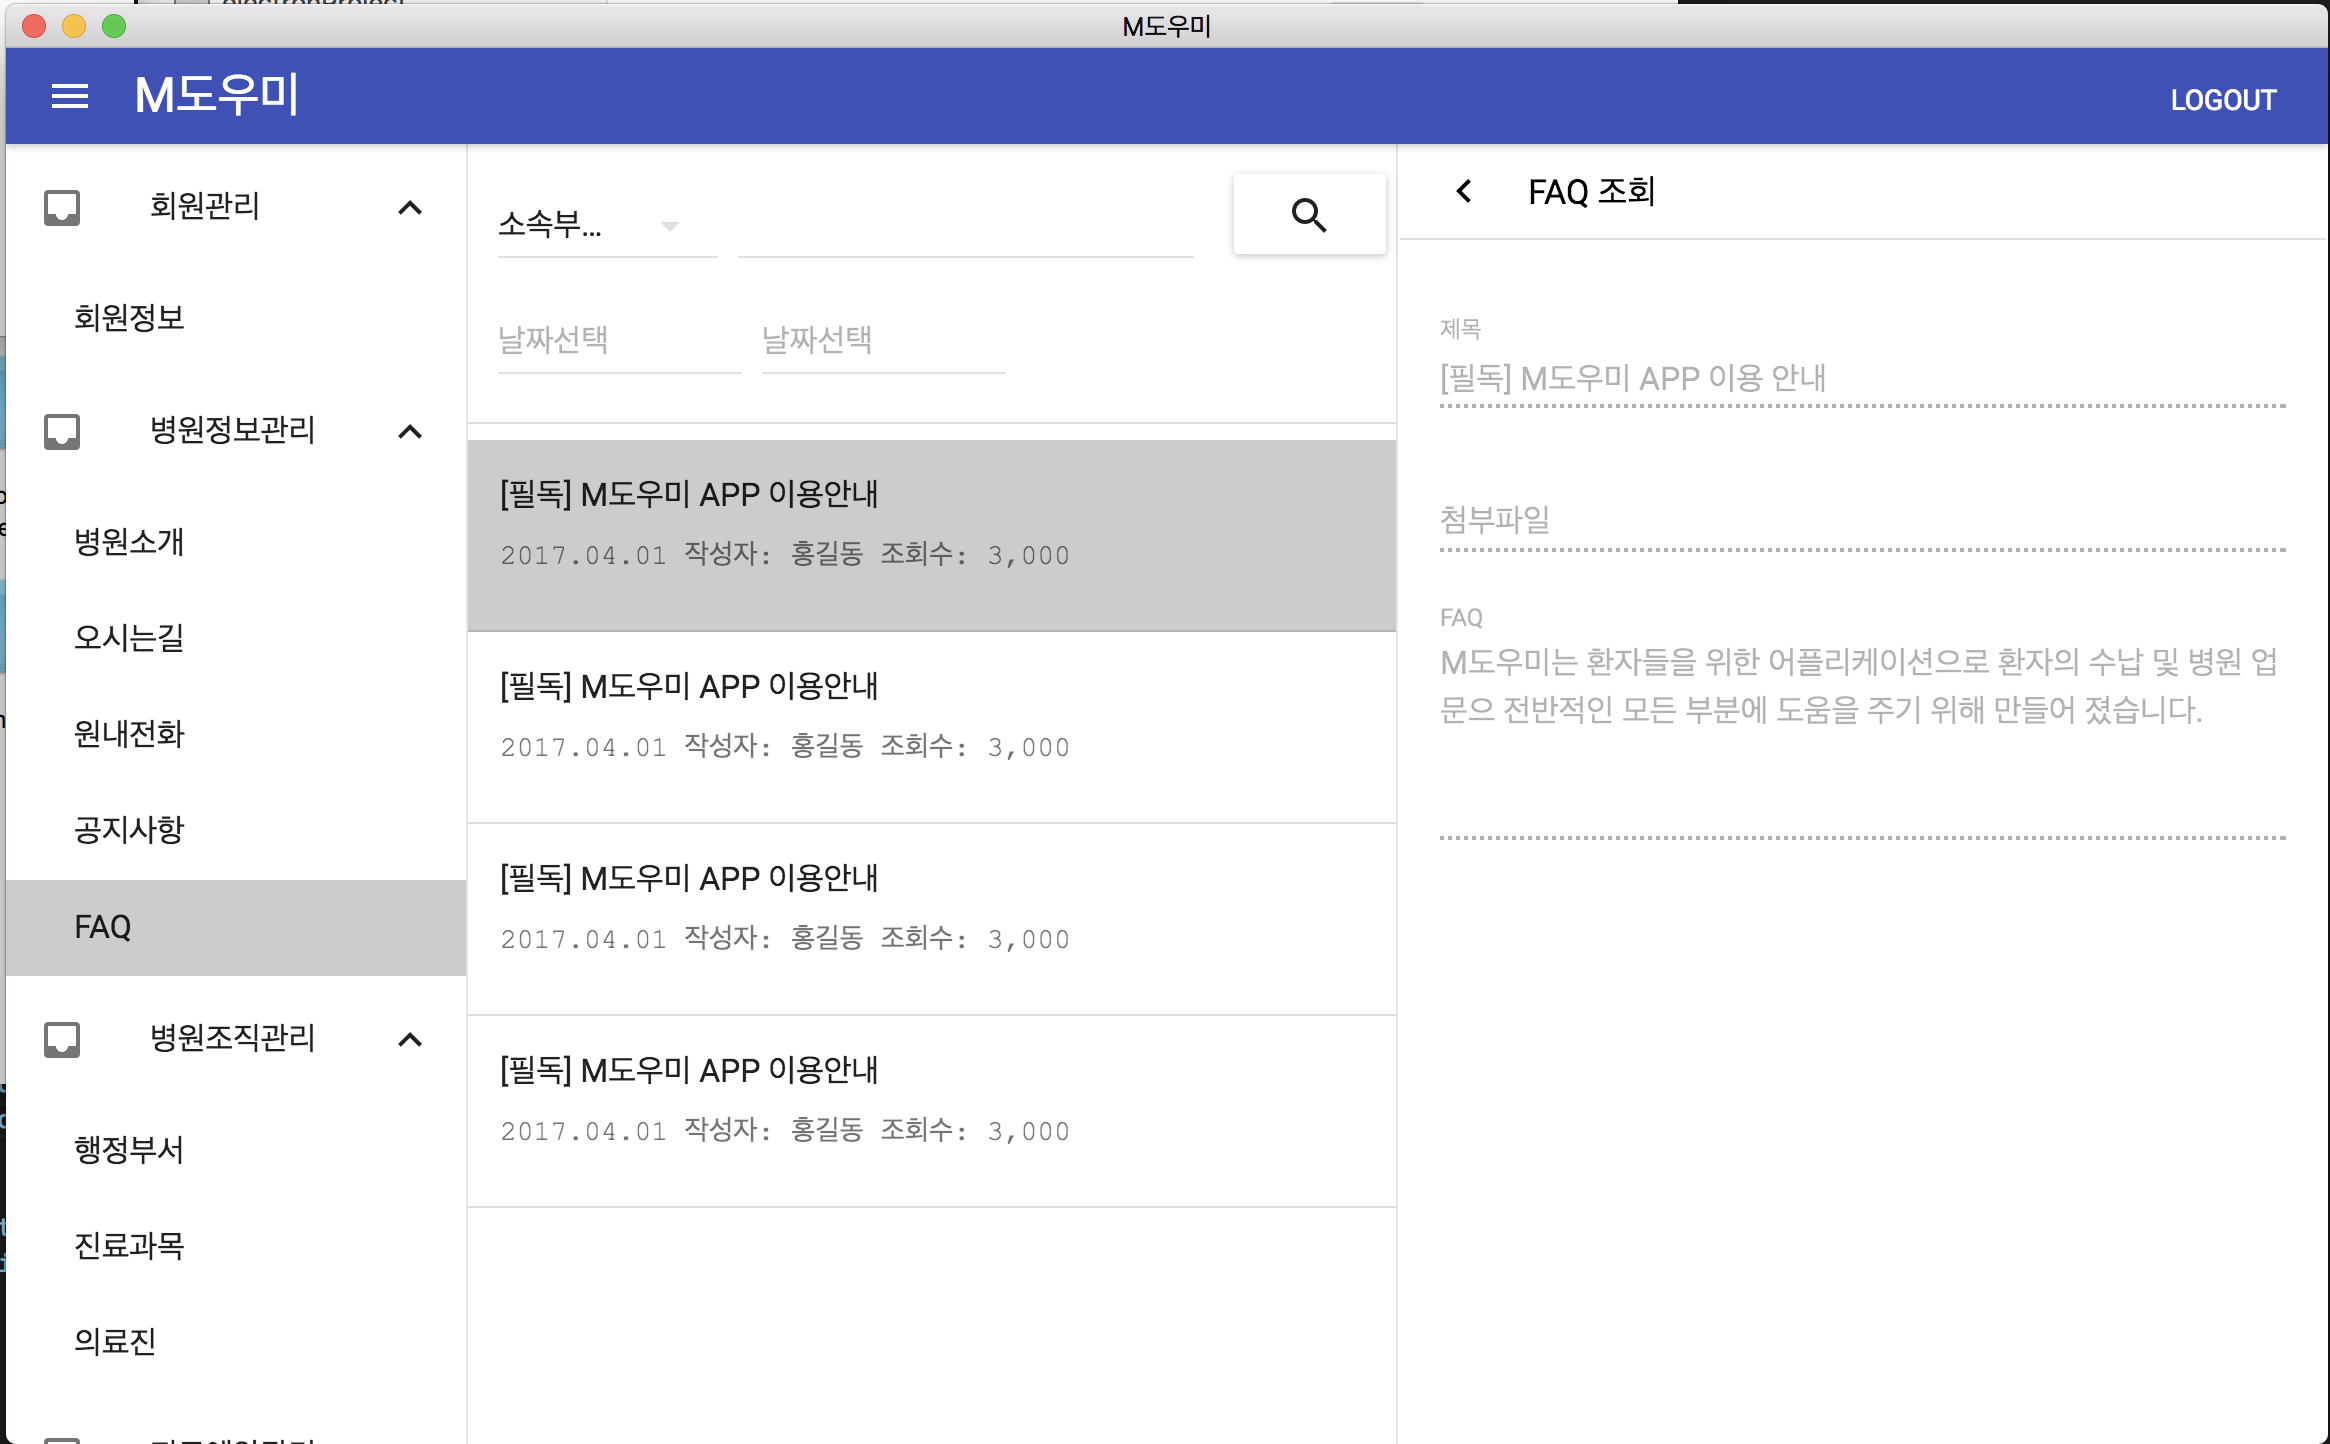 M도우미
M도우미
LOGOUT
회원관리
회원정보
병원정보관리
병원소개
오시는길
원내전화
공지사항
FAQ
병원조직관리
행정부서
진료과목
의료진
소속부...
날짜선택 날짜선택
[필독] M도우미 APP 이용안내
2017.04.01 작성자: 홍길동 조회수: 3,000
[필독] M도우미 APP 이용안내
2017.04.01 작성자: 홍길동 조회수: 3,000
[필독] M도우미 APP 이용안내
2017.04.01 작성자: 홍길동 조회수: 3,000
[필독] M도우미 APP 이용안내
2017.04.01 작성자: 홍길동 조회수: 3,000
FAQ 조회
제목
[필독] M도우미 APP 이용 안내
첨부파일
FAQ
M도우미는 환자들을 위한 어플리케이션으로 환자의 수납 및 병원 업
문으 전반적인 모든 부분에 도움을 주기 위해 만들어 졌습니다.